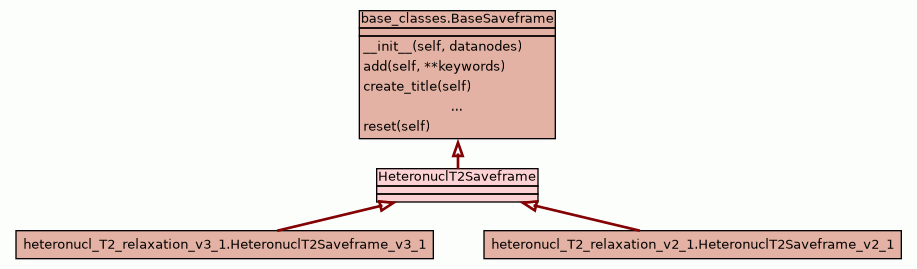 base_classes.BaseSaveframe
__init__(self, datanodes)
add(self, **keywords)
create_title(self)
...
reset(self)
HeteronuclT2Saveframe
heteronucl_T2_relaxation_v3_1.HeteronuclT2Saveframe_v3_1
heteronucl_T2_relaxation_v2_1.HeteronuclT2Saveframe_v2_1